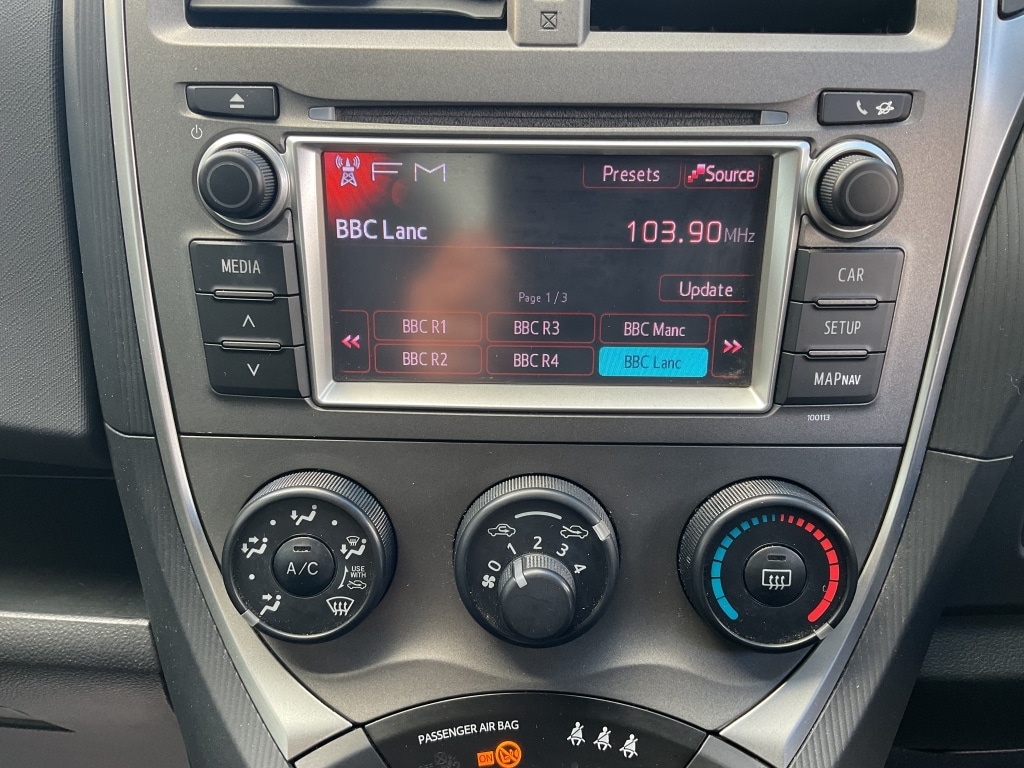 FM
Presets
Source
BBC Lanc
103.90MHz
Update
Page 1/3
BBC R1
BBC R3
BBC Manc
BBC R2
BBC R4
BBC Lanc
MEDIA
CAR
SETUP
MAPNAV
100113
A/C
USE
WITH
0 1 2 3 4
PASSENGER AIR BAG
ON